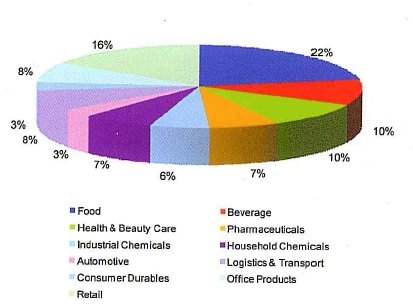 16%
22%
8%
3%
8%
3%
7%
6%
7%
10%
10%
Food
Beverage
Health & Beauty Care
Pharmaceuticals
Industrial Chemicals
Household Chemicals
Automotive
Logistics & Transport
Consumer Durables
Office Products
Retail